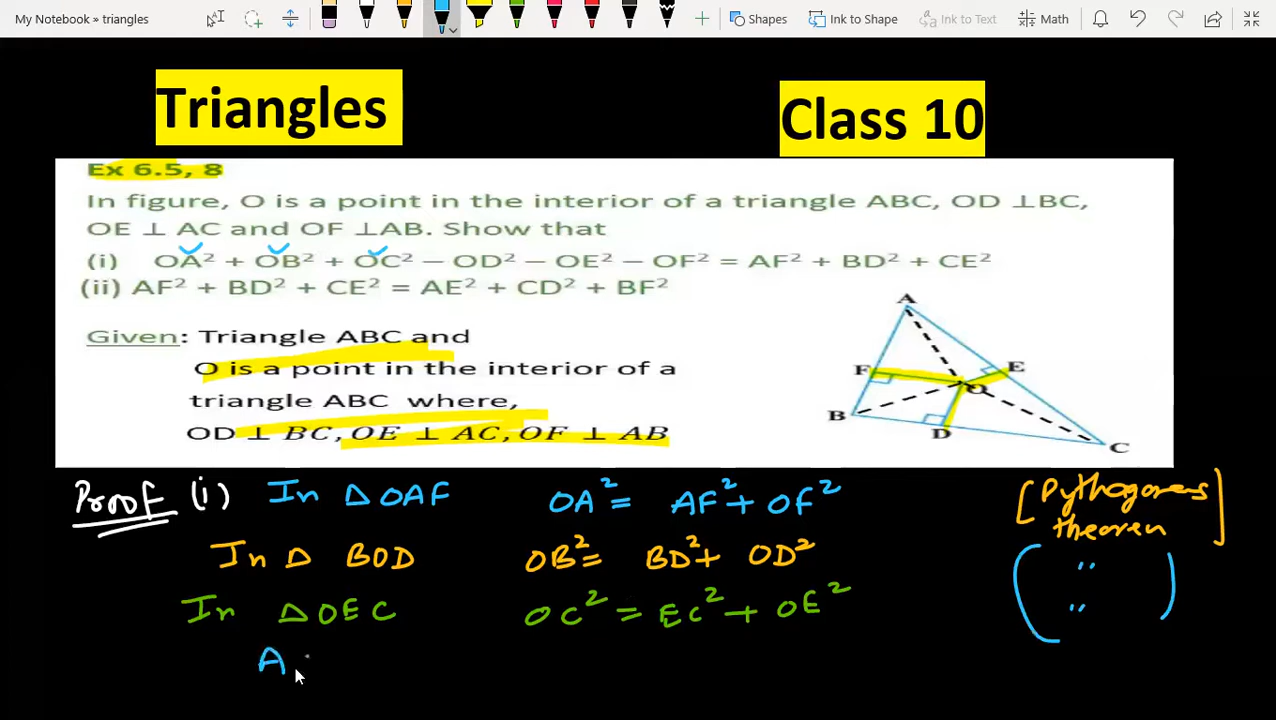 My Notebook » triangles
Shapes Ink to Shape Ink to Text Math
Triangles Class 10
Ex 6.5, 8
In figure, O is a point in the interior of a triangle ABC, OD ⊥BC,
OE ⊥ AC and OF ⊥AB. Show that
(i) OA² + OB² + OC² − OD² − OE² − OF² = AF² + BD² + CE²
(ii) AF² + BD² + CE² = AE² + CD² + BF²
Given: Triangle ABC and
O is a point in the interior of a
triangle ABC where,
OD ⊥ BC, OE ⊥ AC, OF ⊥ AB
A
F E
O
B
D
C
Proof (i) In △OAF OA² = AF² + OF² [Pythagoras
theorem]
In △ BOD OB² = BD² + OD²
( " )
In △OEC OC² = EC² + OE² "
A